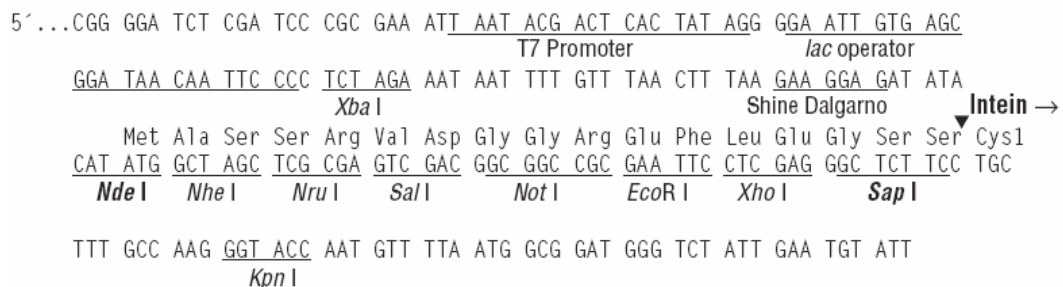 5´...CGG GGA TCT CGA TCC CGC GAA ATT AAT ACG ACT CAC TAT AGG GGA ATT GTG AGC
T7 Promoter lac operator
GGA TAA CAA TTC CCC TCT AGA AAT AAT TTT GTT TAA CTT TAA GAA GGA GAT ATA
Xba I Shine Dalgarno Intein →
Met Ala Ser Ser Arg Val Asp Gly Gly Arg Glu Phe Leu Glu Gly Ser Ser Cys1
CAT ATG GCT AGC TCG CGA GTC GAC GGC GGC CGC GAA TTC CTC GAG GGC TCT TCC TGC
Nde I Nhe I Nru I Sal I Not I EcoR I Xho I Sap I
TTT GCC AAG GGT ACC AAT GTT TTA ATG GCG GAT GGG TCT ATT GAA TGT ATT
Kpn I